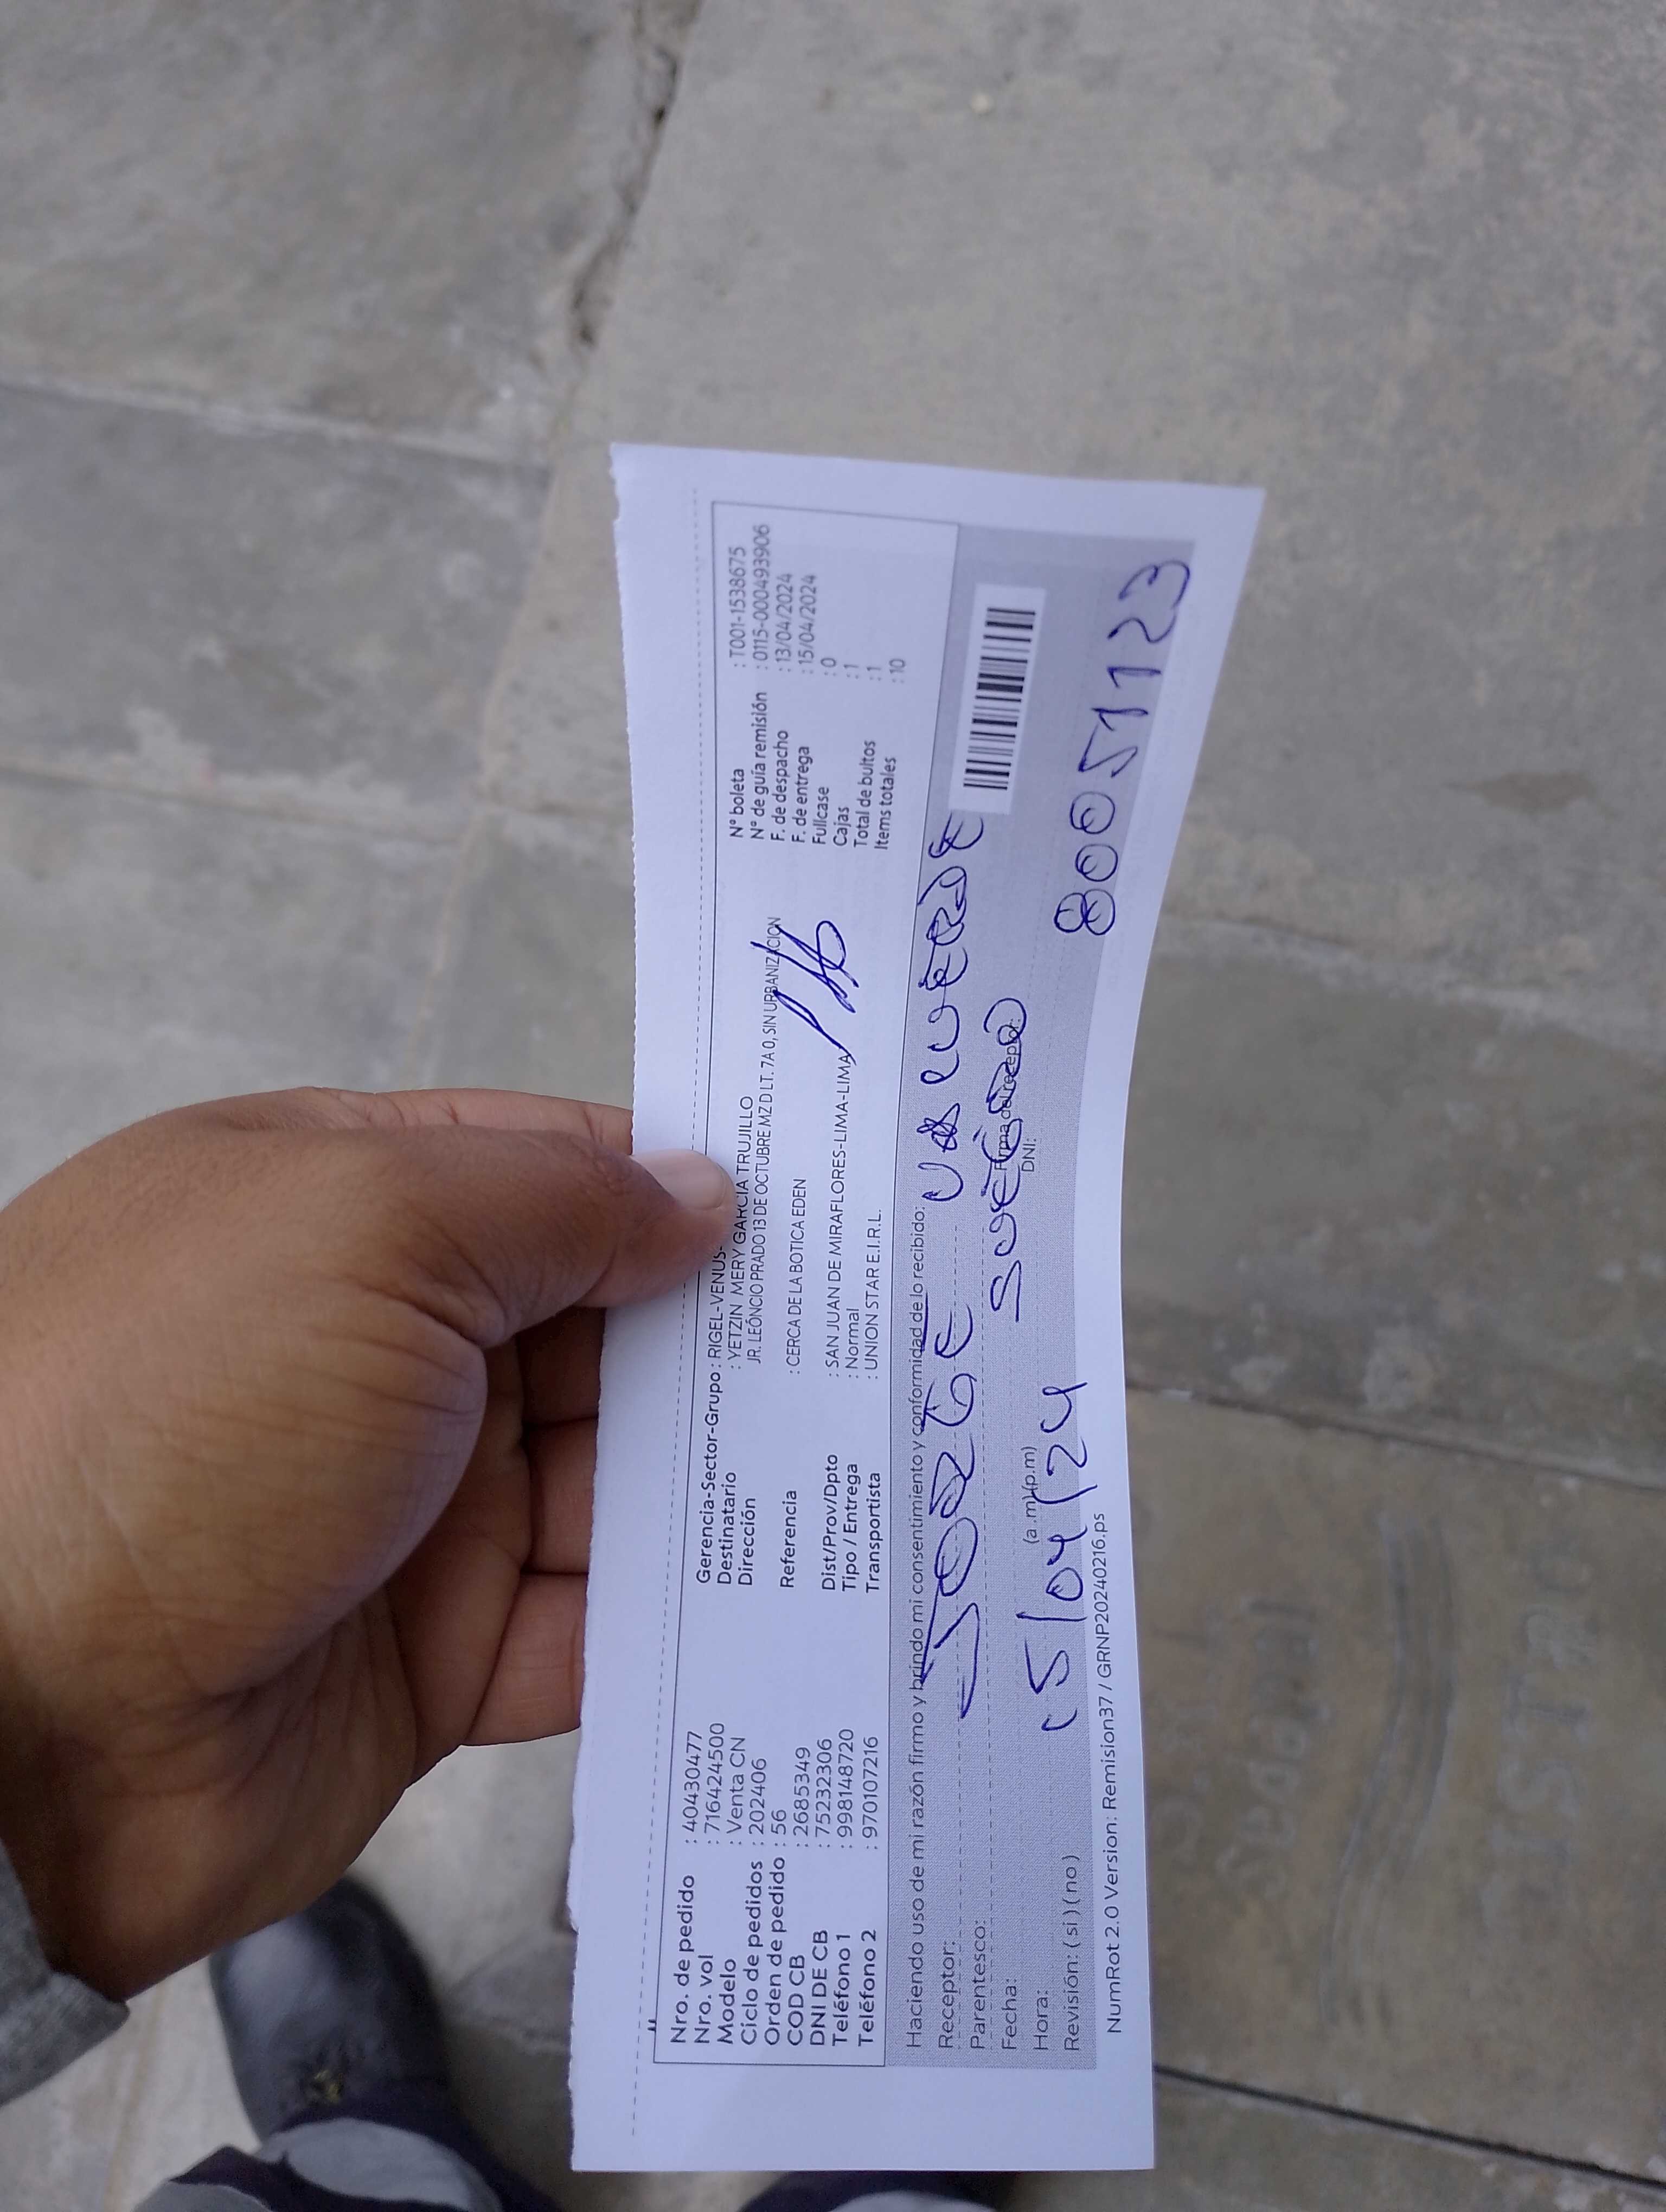 Nro. de pedido : 40430477
Nro. vol : 716424500
Modelo : Venta CN
Ciclo de pedidos : 202406
Orden de pedido : 56
COD CB : 2685349
DNI DE CB : 75232306
Teléfono 1 : 998148720
Teléfono 2 : 970107216
Gerencia-Sector-Grupo : RIGEL-VENUS-
Destinatario : YETZIN MERY GARCIA TRUJILLO
Dirección JR. LEÓNCIO PRADO 13 DE OCTUBRE MZ D LT. 7A 0, SIN URBANIZACION
Referencia : CERCA DE LA BOTICA EDEN
Dist/Prov/Dpto : SAN JUAN DE MIRAFLORES-LIMA-LIMA
Tipo / Entrega : Normal
Transportista : UNION STAR E.I.R.L.
N° boleta : T001-1538675
N° de guía remisión : 0115-000493906
F. de despacho : 13/04/2024
F. de entrega : 15/04/2024
Fullcase : 0
Cajas : 1
Total de bultos : 1
Items totales : 10
Haciendo uso de mi razón firmo y brindo mi consentimiento y conformidad de lo recibido:
Receptor: JORGE VALVERDE
Parentesco: SUEGRO
Fecha: 15/04/24
Hora: (a.m)(p.m)
Revisión: ( si ) ( no )
Firma del receptor:
DNI:
80051123
NumRot 2.0 Version: Remision37 / GRNP20240216.ps